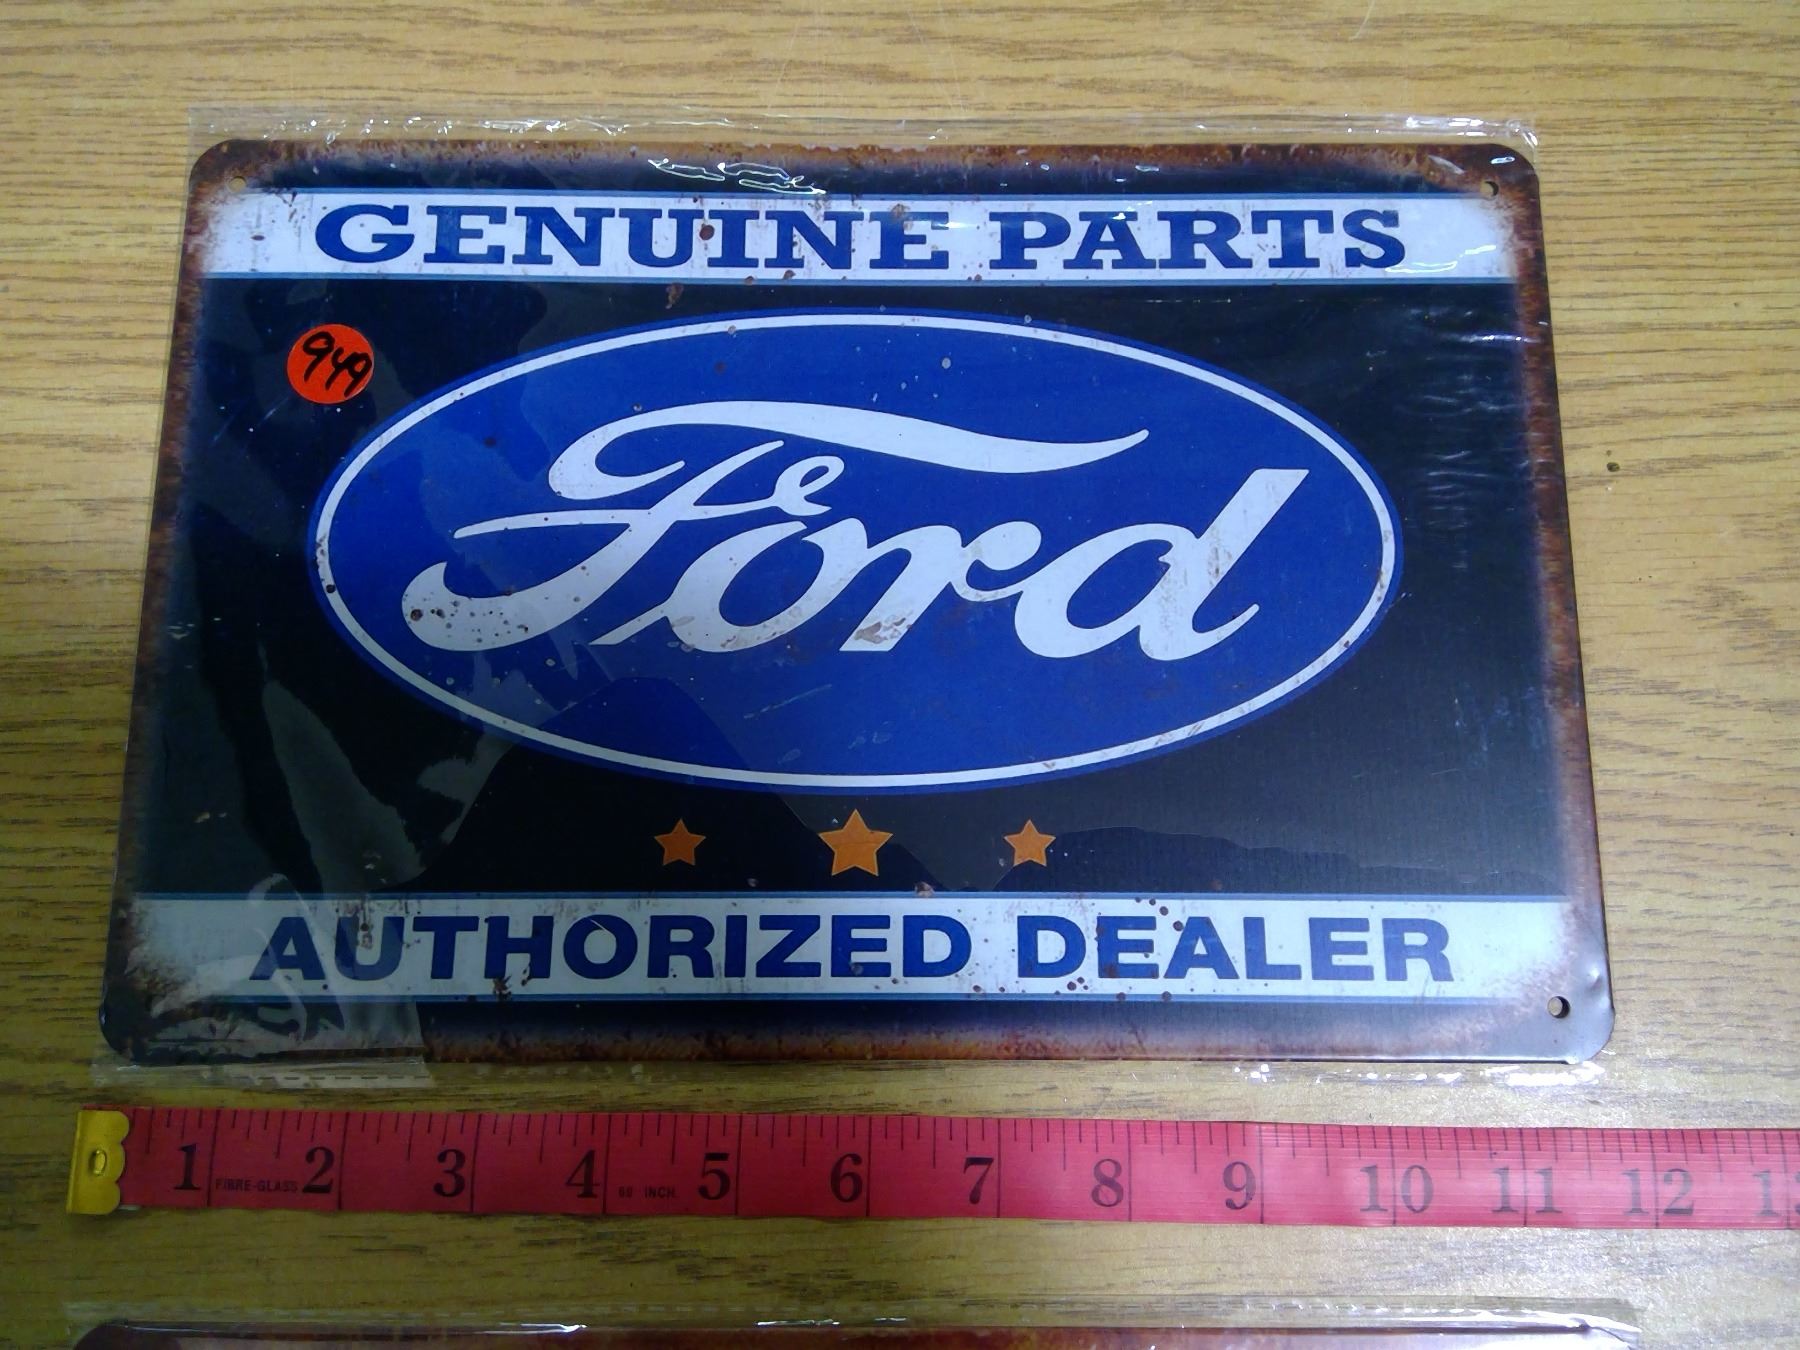 GENUINE PARTS
949
Ford
AUTHORIZED DEALER
1 FIBRE-GLASS 2 3 4 60 INCH 5 6 7 8 9 10 11 12